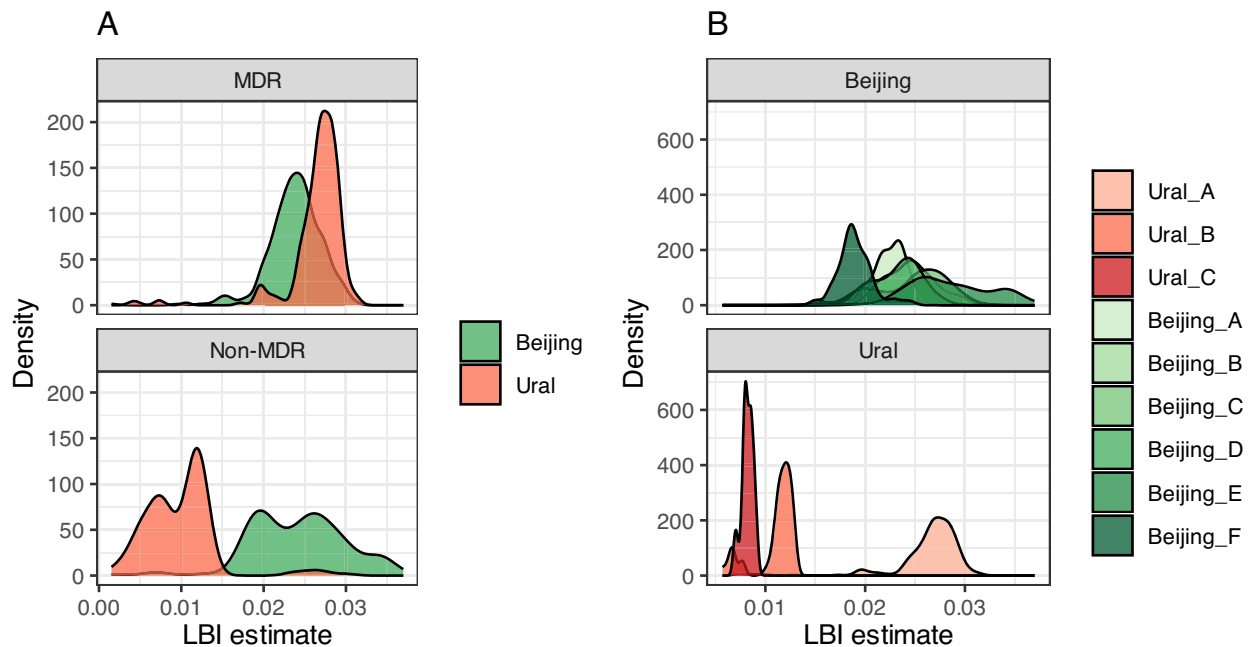 A
MDR
200
150
100
50
0
Non-MDR
200
150
100
50
0
0.00 0.01 0.02 0.03
LBI estimate
Density
Beijing
Ural
B
Beijing
600
400
200
0
Ural
600
400
200
0
0.01 0.02 0.03
LBI estimate
Density
Ural_A
Ural_B
Ural_C
Beijing_A
Beijing_B
Beijing_C
Beijing_D
Beijing_E
Beijing_F